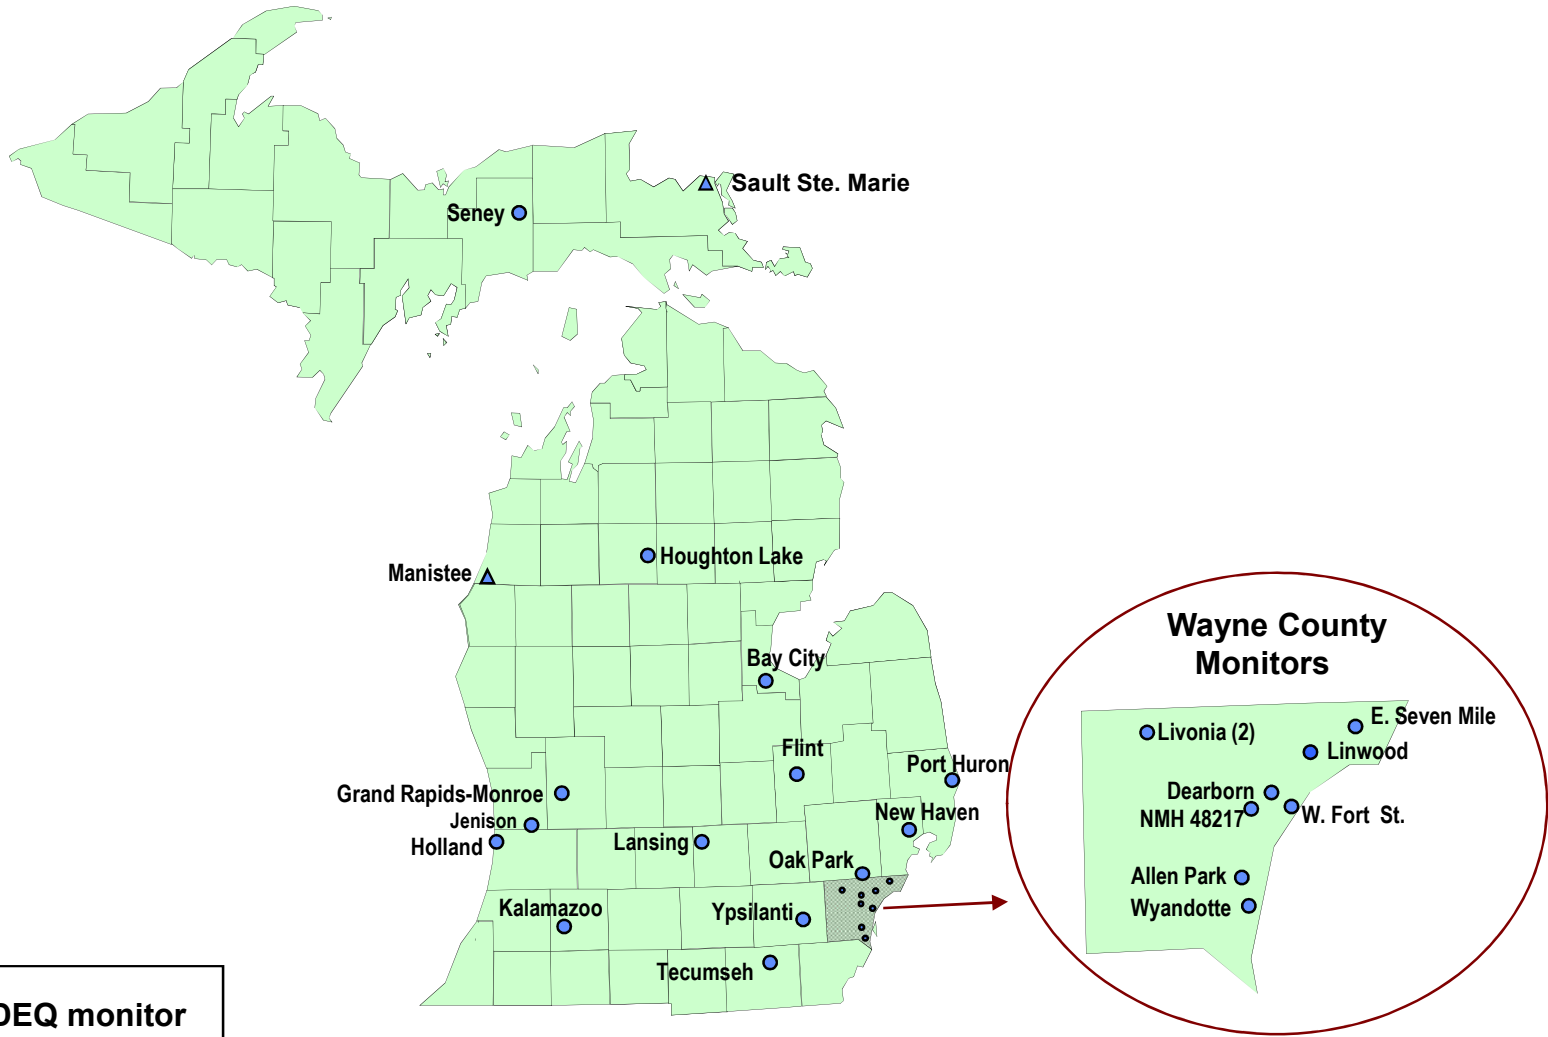 Sault Ste. Marie
Seney
Houghton Lake
Manistee
Bay City
Flint
Port Huron
Grand Rapids-Monroe
Jenison
New Haven
Holland
Lansing
Oak Park
Kalamazoo
Ypsilanti
Tecumseh
Wayne County
Monitors
E. Seven Mile
Livonia (2)
Linwood
Dearborn
NMH 48217
W. Fort St.
Allen Park
Wyandotte
DEQ monitor